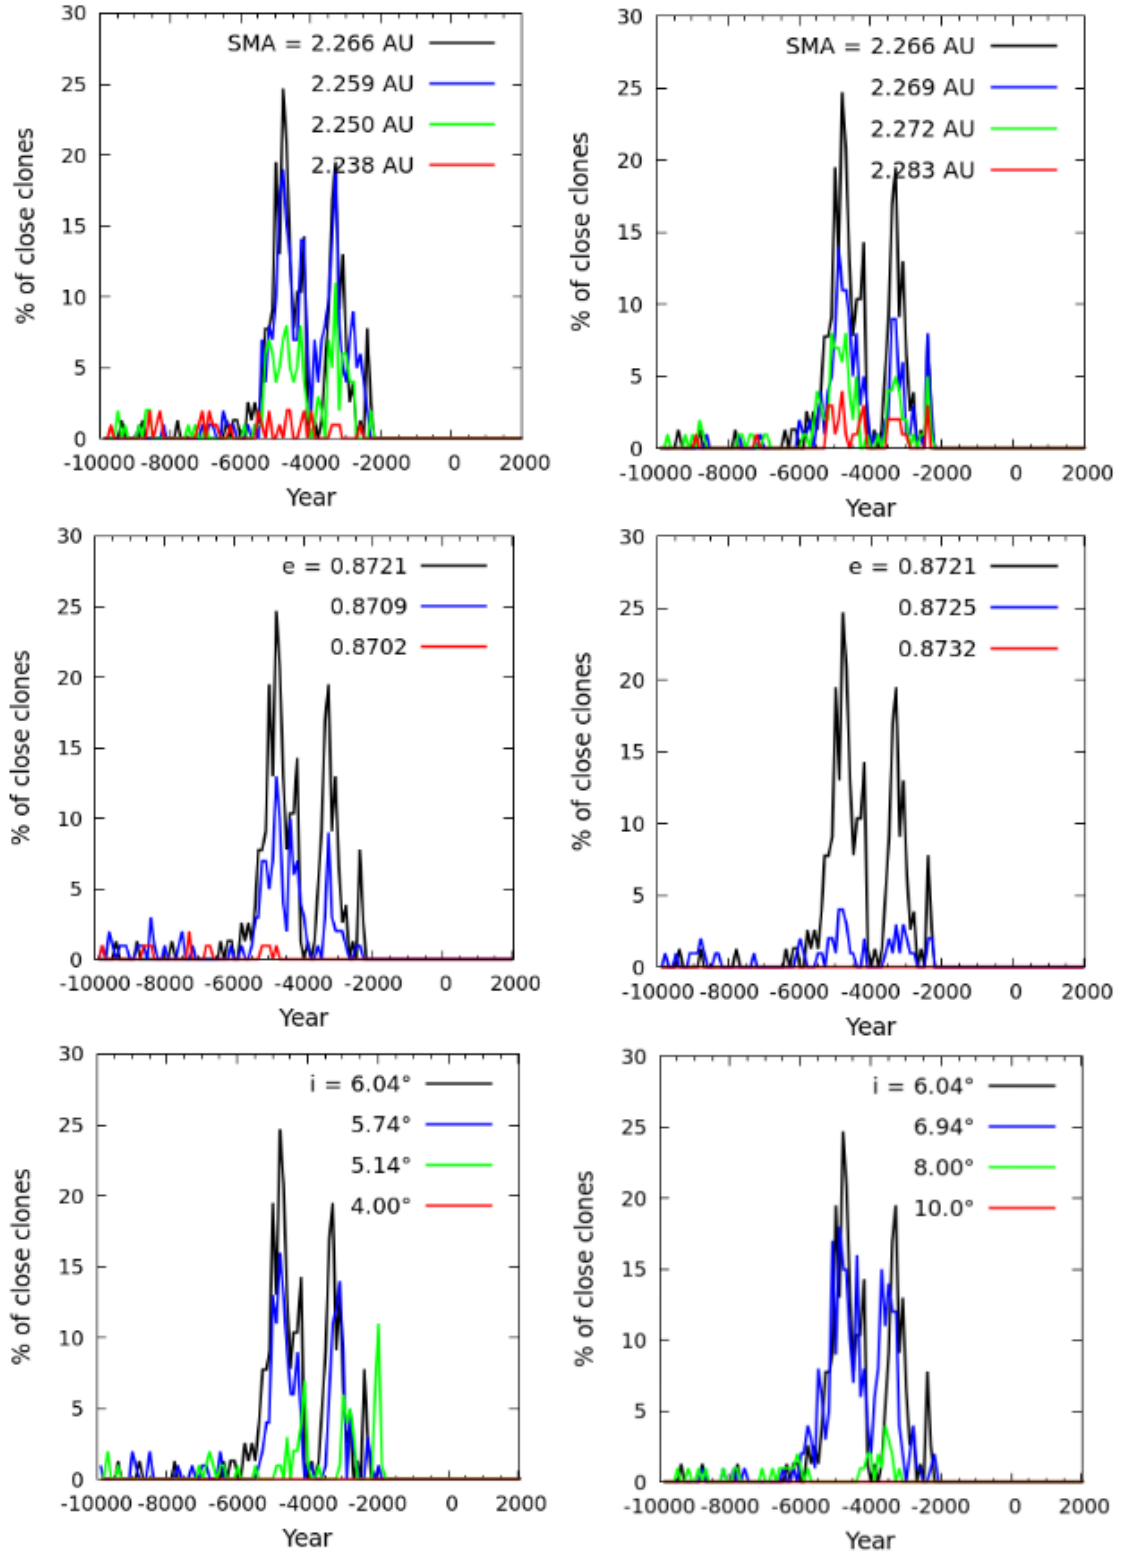 30
SMA = 2.266 AU
2.259 AU
2.250 AU
2.238 AU
25
20
15
10
5
0
% of close clones
-10000 -8000 -6000 -4000 -2000 0 2000
Year
30
SMA = 2.266 AU
2.269 AU
2.272 AU
2.283 AU
25
20
15
10
5
0
% of close clones
-10000 -8000 -6000 -4000 -2000 0 2000
Year
30
e = 0.8721
0.8709
0.8702
25
20
15
10
5
0
% of close clones
-10000 -8000 -6000 -4000 -2000 0 2000
Year
30
e = 0.8721
0.8725
0.8732
25
20
15
10
5
0
% of close clones
-10000 -8000 -6000 -4000 -2000 0 2000
Year
30
i = 6.04°
5.74°
5.14°
4.00°
25
20
15
10
5
0
% of close clones
-10000 -8000 -6000 -4000 -2000 0 2000
Year
30
i = 6.04°
6.94°
8.00°
10.0°
25
20
15
10
5
0
% of close clones
-10000 -8000 -6000 -4000 -2000 0 2000
Year